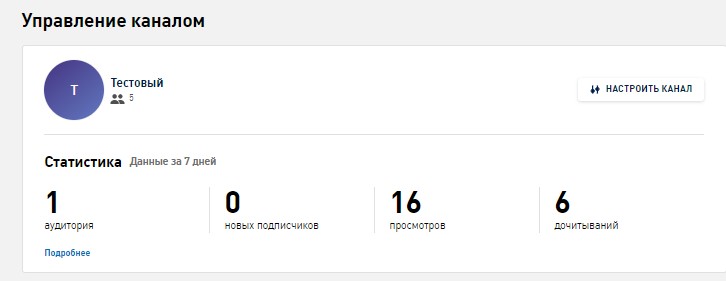 Управление каналом
Т
Тестовый
5
НАСТРОИТЬ КАНАЛ
Статистика Данные за 7 дней
1 0 16 6
аудитория новых подписчиков просмотров дочитываний
Подробнее